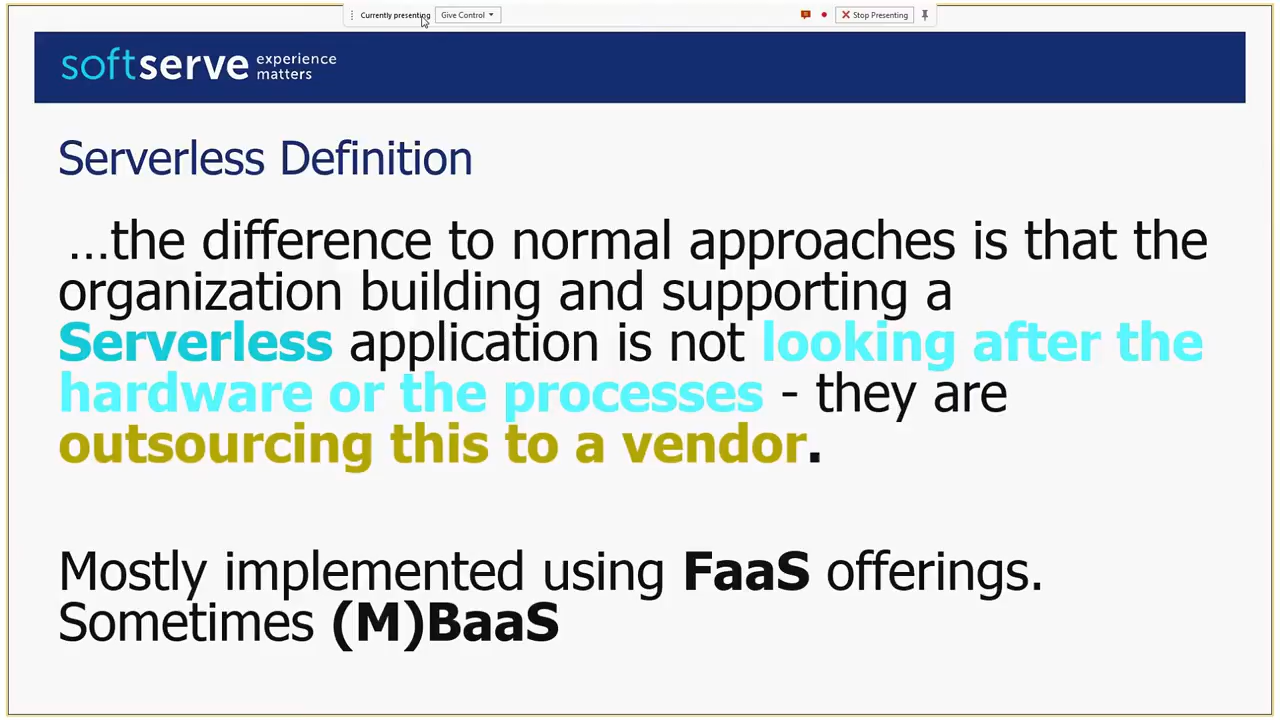 Currently presenting Give Control Stop Presenting
softserve experience
matters
Serverless Definition
...the difference to normal approaches is that the
organization building and supporting a
Serverless application is not looking after the
hardware or the processes - they are
outsourcing this to a vendor.
Mostly implemented using FaaS offerings.
Sometimes (M)BaaS